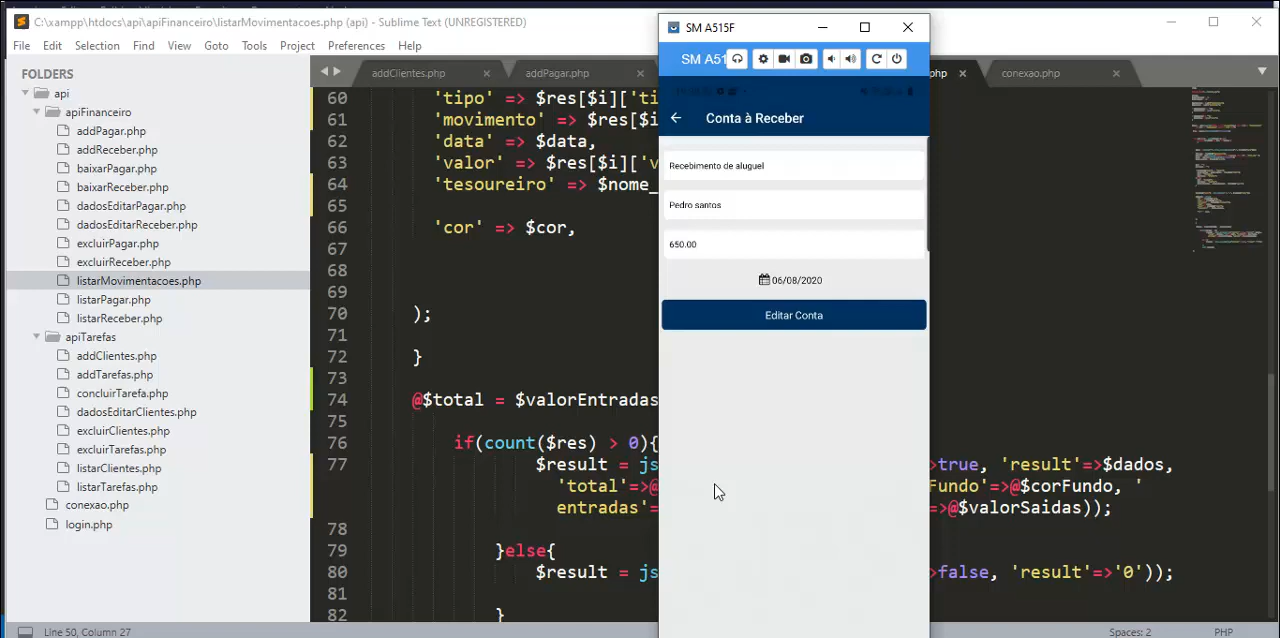 C:\xampp\htdocs\api\apiFinanceiro\listarMovimentacoes.php (api) - Sublime Text (UNREGISTERED)
File Edit Selection Find View Goto Tools Project Preferences Help
FOLDERS
api
apiFinanceiro
addPagar.php
addReceber.php
baixarPagar.php
baixarReceber.php
dadosEditarPagar.php
dadosEditarReceber.php
excluirPagar.php
excluirReceber.php
listarMovimentacoes.php
listarPagar.php
listarReceber.php
apiTarefas
addClientes.php
addTarefas.php
concluirTarefa.php
dadosEditarClientes.php
excluirClientes.php
excluirTarefas.php
listarClientes.php
listarTarefas.php
conexao.php
login.php
addClientes.php × addPagar.php × php × conexao.php ×
60 'tipo' => $res[$i]['ti
61 'movimento' => $res[$i
62 'data' => $data,
63 'valor' => $res[$i]['v
64 'tesoureiro' => $nome_
65
66 'cor' => $cor,
67
68
69
70 );
71
72 }
73
74 @$total = $valorEntradas
75
76 if(count($res) > 0){
77 $result = js >true, 'result'=>$dados,
'total'=>@ Fundo'=>@$corFundo, '
entradas'= =>@$valorSaidas));
78
79 }else{
80 $result = js >false, 'result'=>'0'));
81
82 }
SM A515F
SM A51
Conta à Receber
Recebimento de aluguel
Pedro santos
650.00
06/08/2020
Editar Conta
Line 50, Column 27 Spaces: 2 PHP